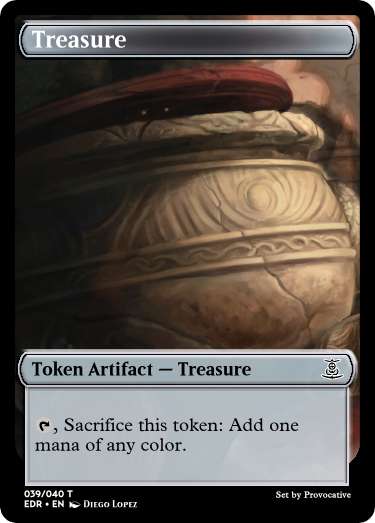 Treasure
Token Artifact — Treasure
, Sacrifice this token: Add one
mana of any color.
039/040 T
EDR • EN Diego Lopez
Set by Provocative